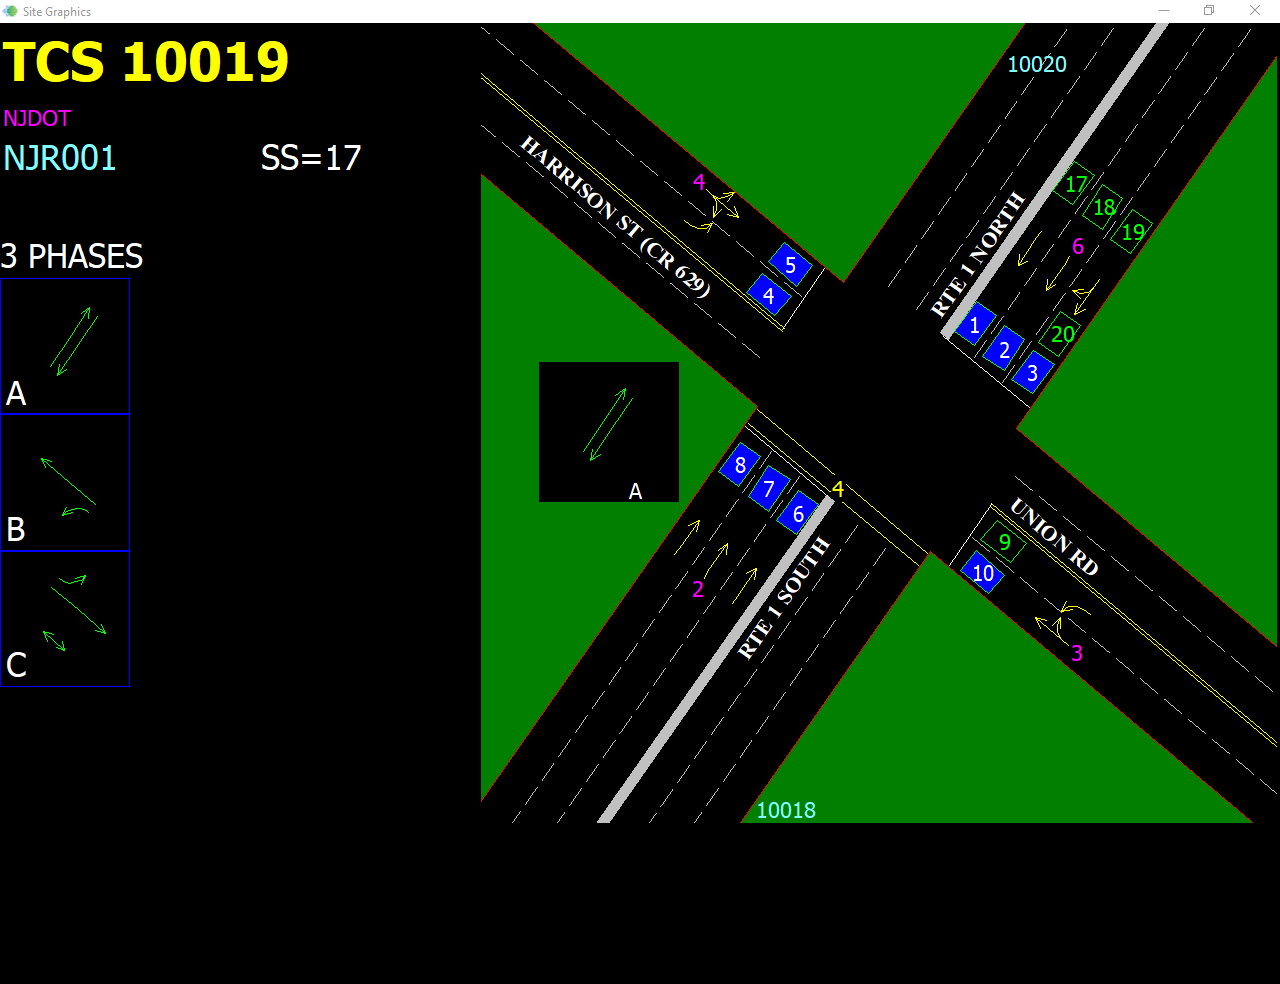 Site Graphics
TCS 10019
NJDOT
NJR001 SS=17
3 PHASES
A
B
C
10020
HARRISON ST (CR 629)
4
5
4
RTE 1 NORTH
17
18
19
6
20
1
2
3
A
8
7
6
4
2
RTE 1 SOUTH
UNION RD
9
10
3
10018